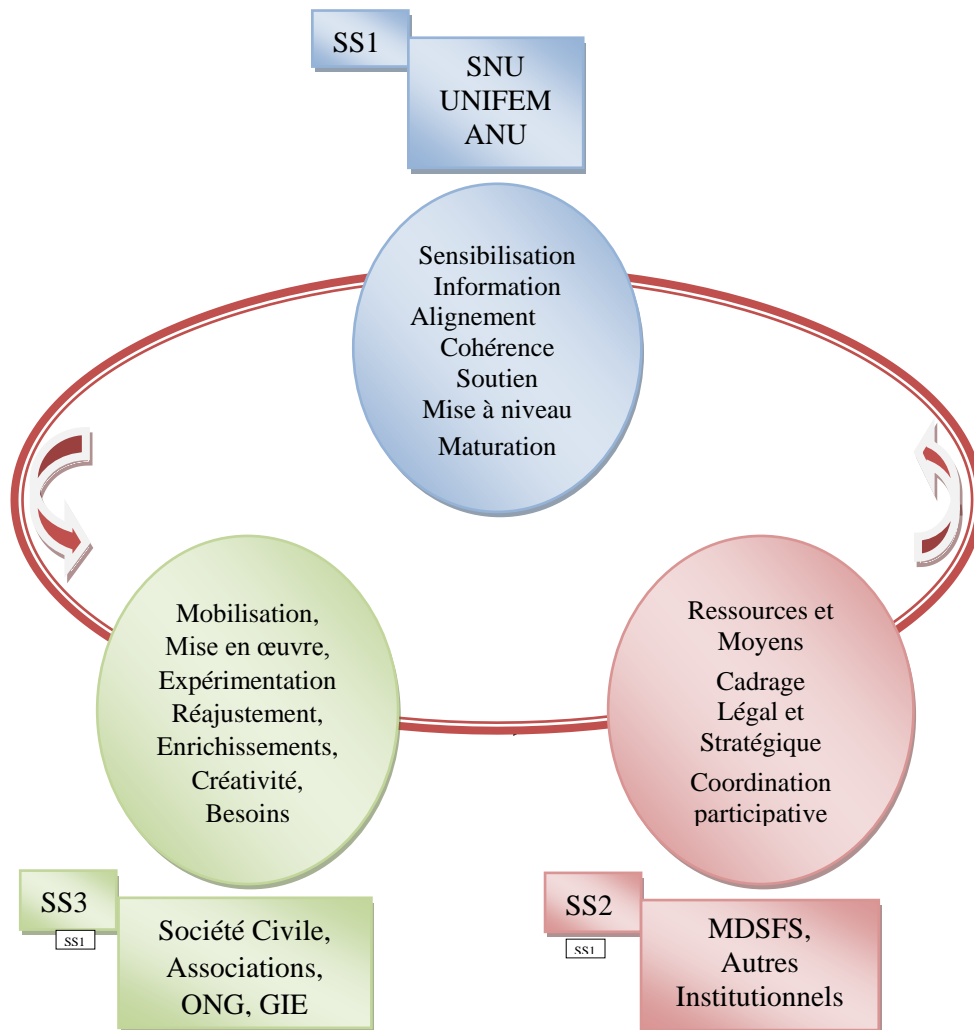 SS1
SNU
UNIFEM
ANU
Sensibilisation
Information
Alignement
Cohérence
Soutien
Mise à niveau
Maturation
Mobilisation,
Mise en œuvre,
Expérimentation
Réajustement,
Enrichissements,
Créativité,
Besoins
Ressources et
Moyens
Cadrage
Légal et
Stratégique
Coordination
participative
SS3
SS1
Société Civile,
Associations,
ONG, GIE
SS2
SS1
MDSFS,
Autres
Institutionnels